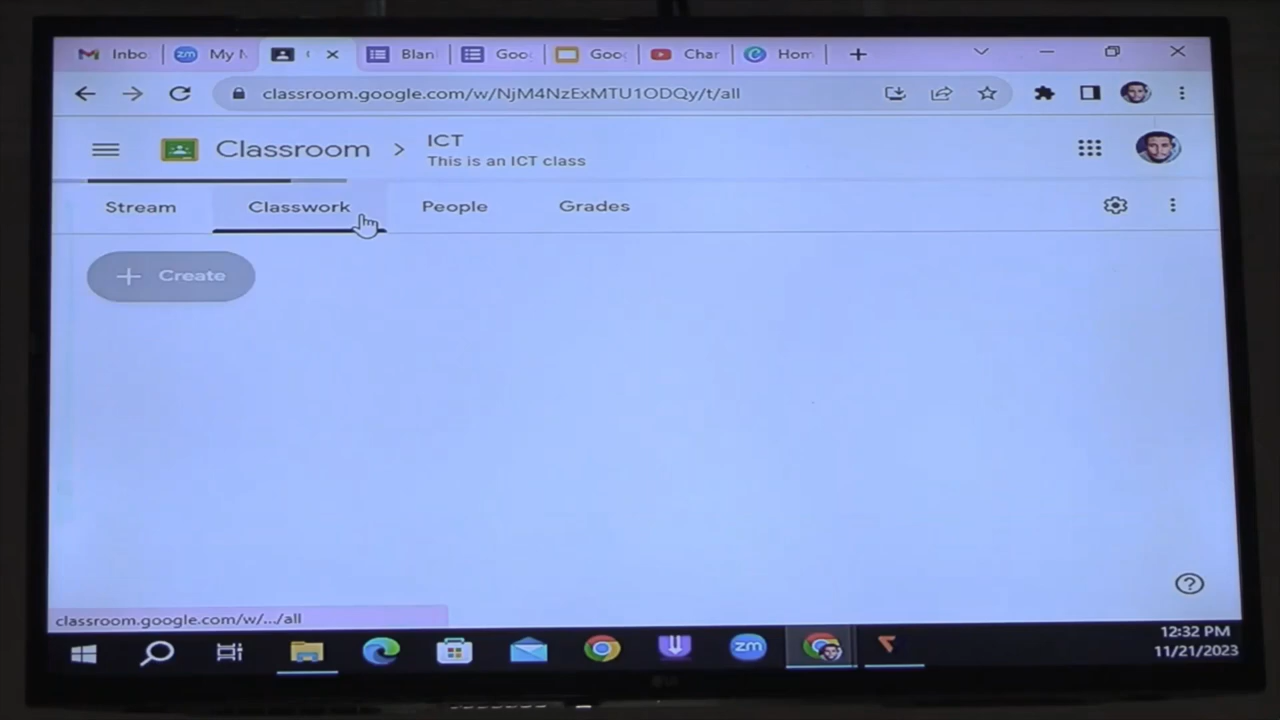 Inbo
My M
Blan
Goo
Goo
Char
Hom
classroom.google.com/w/NjM4NzExMTU1ODQy/t/all
Classroom > ICT
This is an ICT class
Stream
Classwork
People
Grades
+ Create
classroom.google.com/w/.../all
zm
12:32 PM
11/21/2023